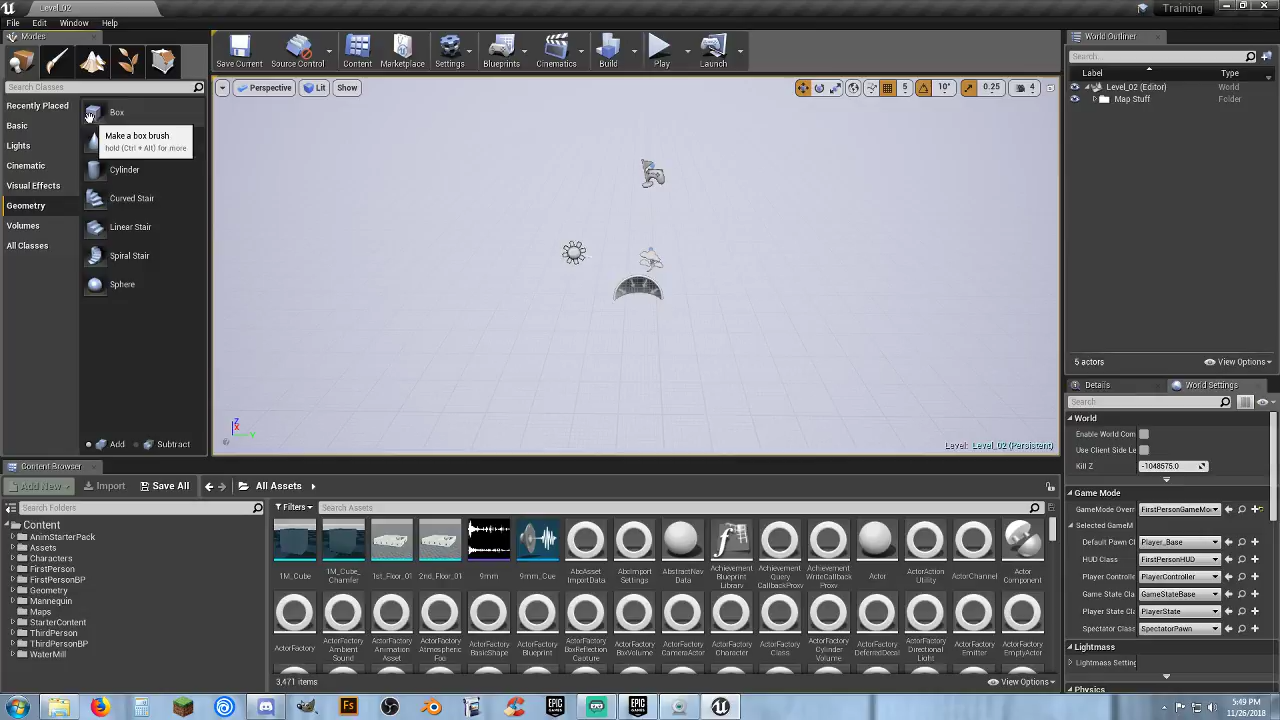 Level_02
Training
File Edit Window Help
Modes
World Outliner
Search Classes
Save Current
Source Control
Content
Marketplace
Settings
Blueprints
Cinematics
Build
Play
Launch
Search...
Label
Type
Level_02 (Editor)
World
Map Stuff
Folder
Perspective
Lit
Show
5
10°
0.25
4
Recently Placed
Basic
Lights
Cinematic
Visual Effects
Geometry
Volumes
All Classes
Box
Make a box brush
hold (Ctrl + Alt) for more
Cylinder
Curved Stair
Linear Stair
Spiral Stair
Sphere
Add
Subtract
Level: Level_02 (Persistent)
5 actors
View Options
Details
World Settings
Search
World
Enable World Com
Use Client Side Le
Kill Z
-1048575.0
Game Mode
GameMode Over
FirstPersonGameMo
Selected GameM
Default Pawn C
Player_Base
HUD Class
FirstPersonHUD
Player Controlle
PlayerController
Game State Cla
GameStateBase
Player State Cl
PlayerState
Spectator Class
SpectatorPawn
Lightmass
Lightmass Setting
Physics
Content Browser
Add New
Import
Save All
All Assets
Search Folders
Filters
Search Assets
Content
AnimStarterPack
Assets
Characters
FirstPerson
FirstPersonBP
Geometry
Mannequin
Maps
StarterContent
ThirdPerson
ThirdPersonBP
WaterMill
1M_Cube
1M_Cube_Chamfer
1st_Floor_01
2nd_Floor_01
9mm
9mm_Cue
AbcAsset ImportData
AbcImport Settings
AbstractNavData
Achievement Blueprint Library
Achievement Query CallbackProxy
Achievement WriteCallback Proxy
Actor
ActorAction Utility
ActorChannel
Actor Component
ActorFactory
ActorFactory Ambient Sound
ActorFactory Animation Asset
ActorFactory Atmospheric Fog
ActorFactory BasicShape
ActorFactory Blueprint
ActorFactory BoxReflection Capture
ActorFactory BoxVolume
ActorFactory CameraActor
ActorFactory Character
ActorFactory Class
ActorFactory Cylinder Volume
ActorFactory DeferredDecal
ActorFactory Directional Light
ActorFactory Emitter
ActorFactory EmptyActor
3,471 items
View Options
5:49 PM
11/26/2018